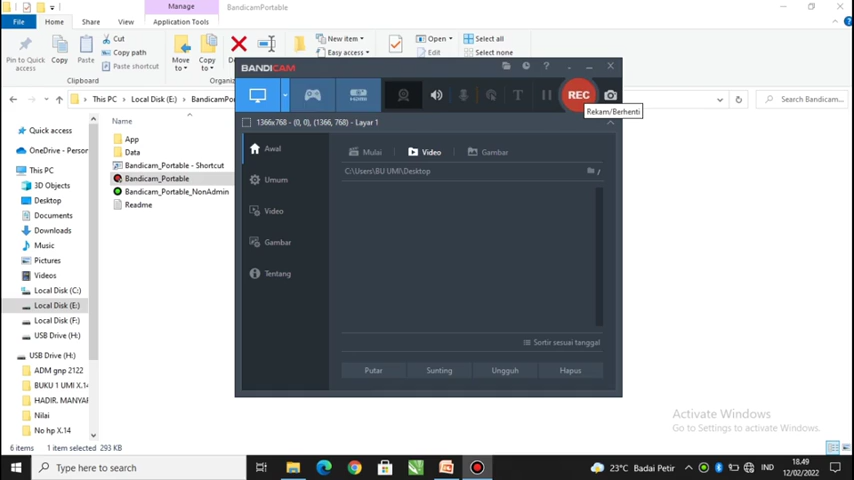 Manage
BandicamPortable
File
Home
Share
View
Application Tools
Pin to Quick access
Copy
Paste
Cut
Copy path
Paste shortcut
Clipboard
Move to
Copy to
New item
Easy access
Open
Edit
Select all
Select none
This PC
Local Disk (E:)
Search Bandicam...
Name
App
Data
Bandicam_Portable - Shortcut
Bandicam_Portable
Bandicam_Portable_NonAdmin
Readme
Quick access
OneDrive - Person
This PC
3D Objects
Desktop
Documents
Downloads
Music
Pictures
Videos
Local Disk (C:)
Local Disk (E:)
Local Disk (F:)
USB Drive (H:)
USB Drive (H:)
ADM gnp 2122
BUKU 1 UMI X.14
HADIR. MANYAR
Nilai
No hp X.14
BANDICAM
HDMI
REC
Rekam/Berhenti
1366x768 - (0, 0), (1366, 768) - Layar 1
Awal
Umum
Video
Gambar
Tentang
Mulai
Video
Gambar
C:\Users\BU UMI\Desktop
Sortir sesuai tanggal
Putar
Sunting
Ungguh
Hapus
Activate Windows
Go to Settings to activate Windows.
6 items
1 item selected 293 KB
Type here to search
23°C Badai Petir
IND
18.49
12/02/2022